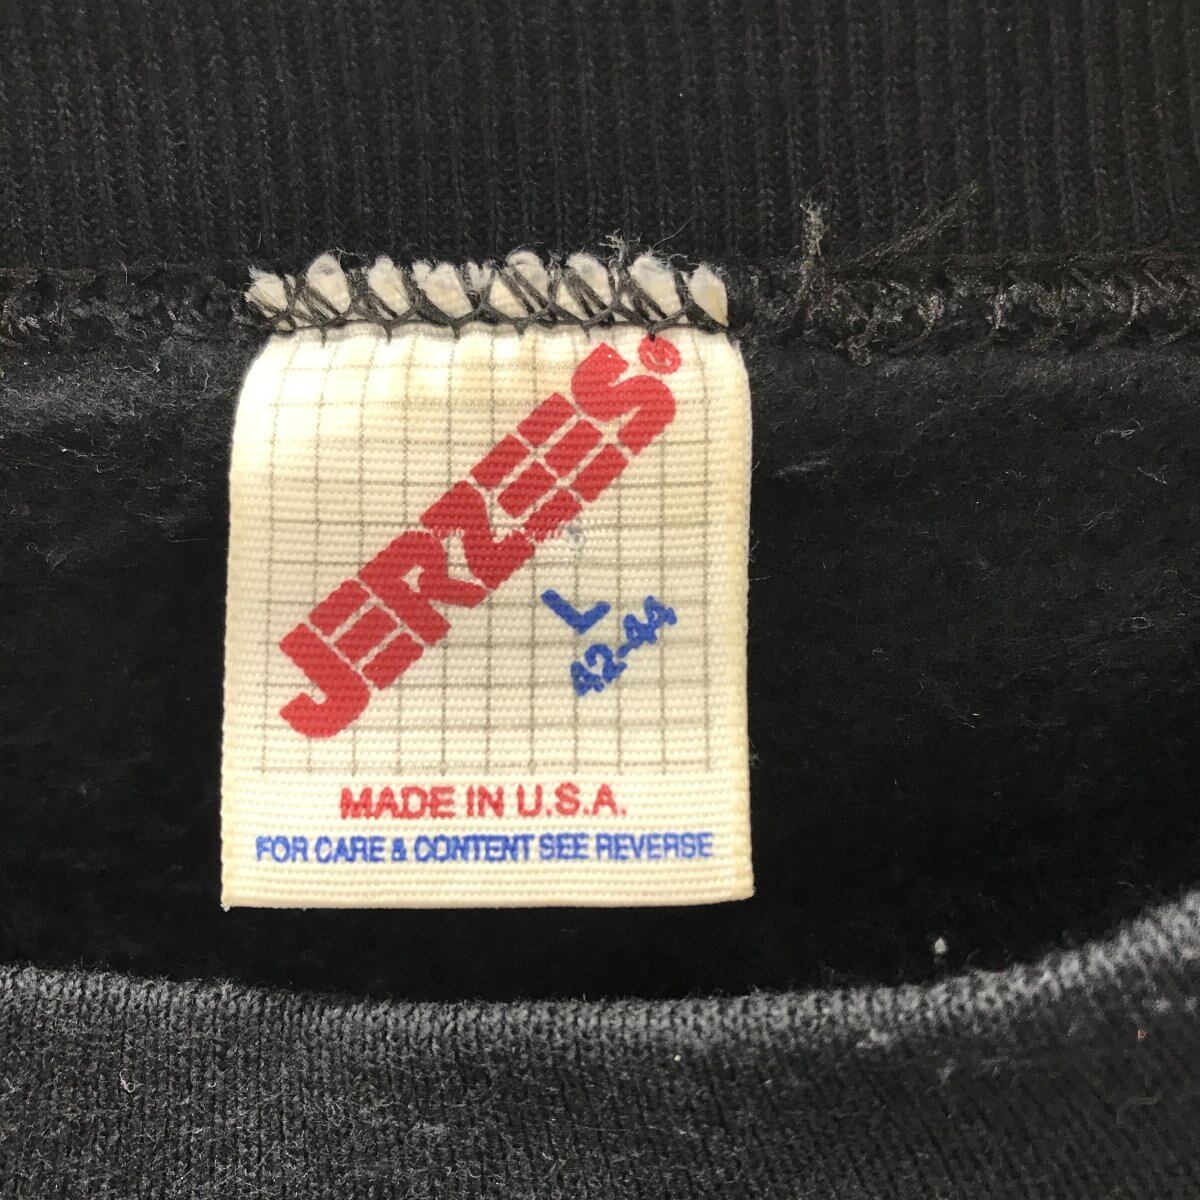 JERZEES®
L
42-44
MADE IN U.S.A.
FOR CARE & CONTENT SEE REVERSE